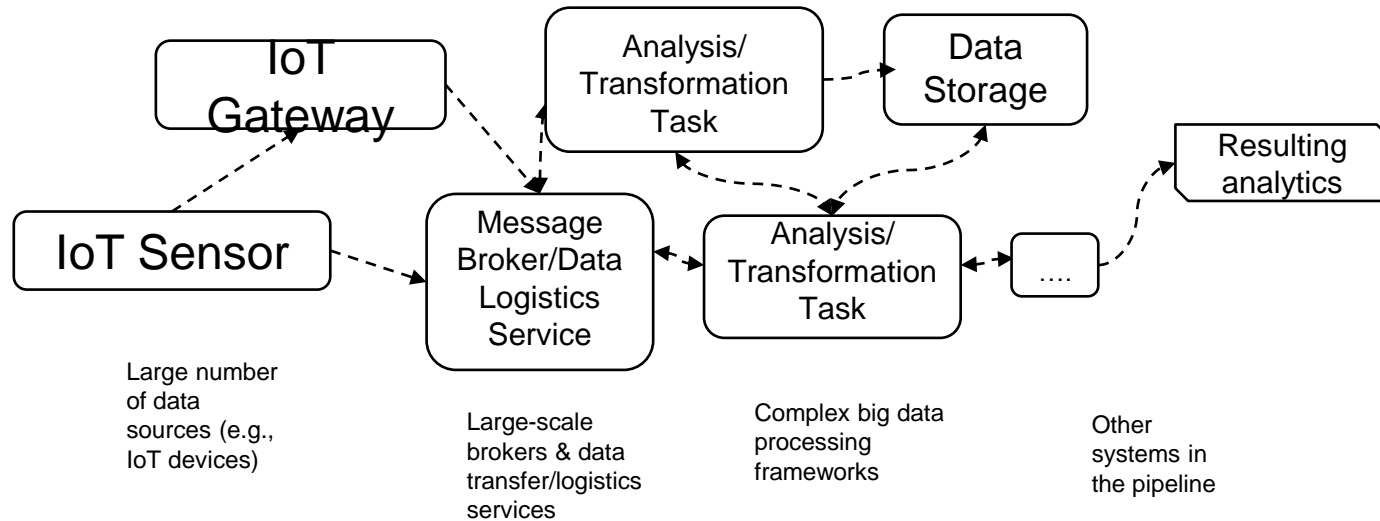 IoT
Gateway
Analysis/
Transformation
Task
Data
Storage
Resulting
analytics
IoT Sensor
Message
Broker/Data
Logistics
Service
Analysis/
Transformation
Task
....
Large number
of data
sources (e.g.,
IoT devices)
Large-scale
brokers & data
transfer/logistics
services
Complex big data
processing
frameworks
Other
systems in
the pipeline